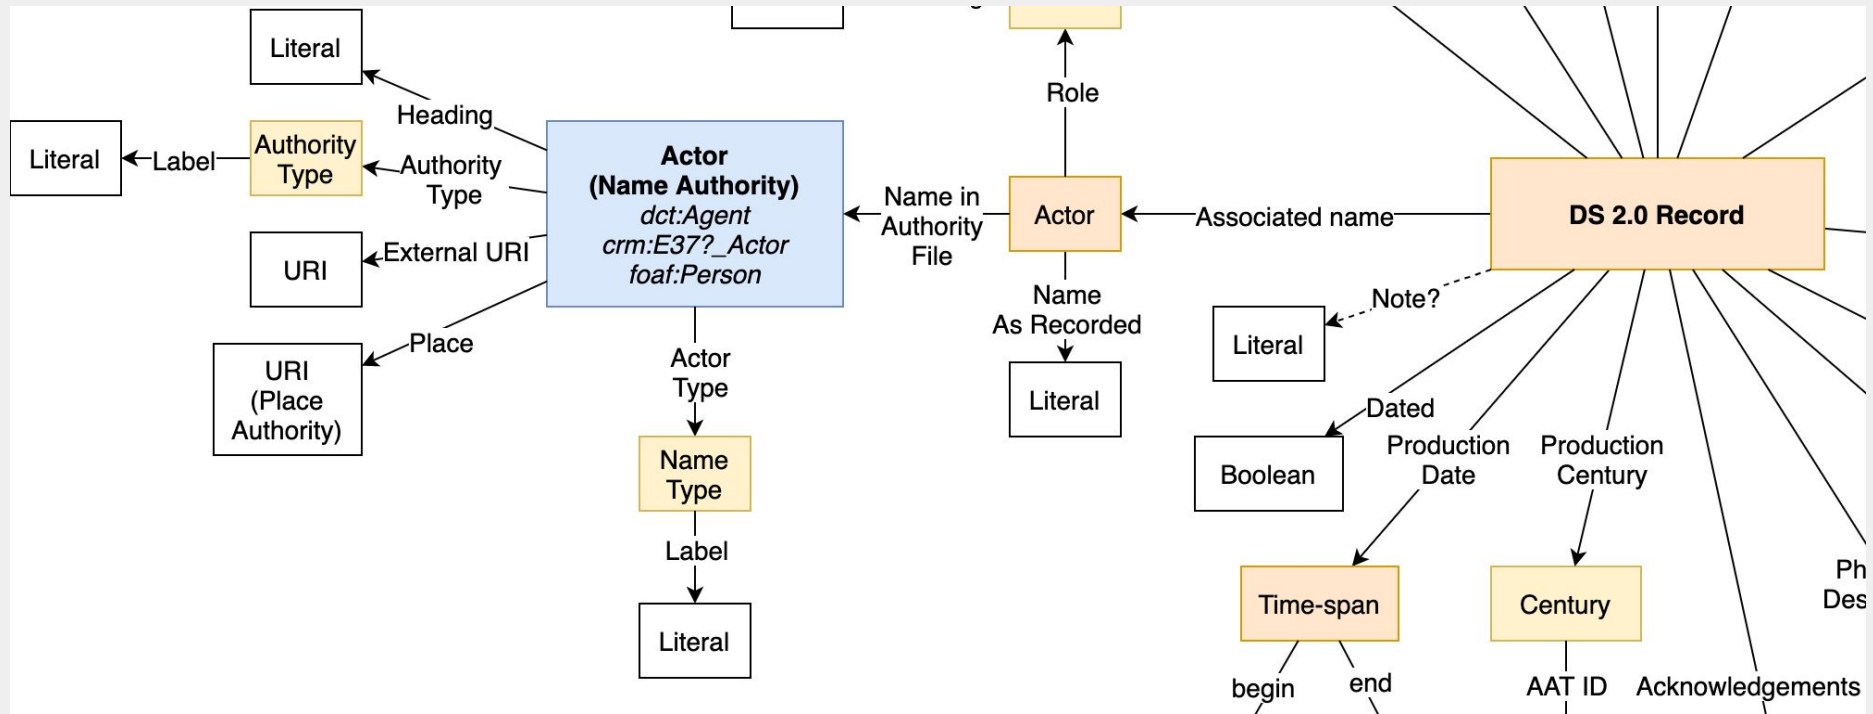 Literal
Heading
Role
Literal
Label
Authority
Type
Authority
Type
Actor
(Name Authority)
dct:Agent
crm:E37?_Actor
foaf:Person
Name in
Authority
File
Actor
Associated name
DS 2.0 Record
External URI
URI
Place
URI
(Place
Authority)
Actor
Type
Name
As Recorded
Literal
Note?
Literal
Dated
Boolean
Production
Date
Production
Century
Name
Type
Label
Literal
Time-span
Century
Ph
Des
begin
end
AAT ID
Acknowledgements